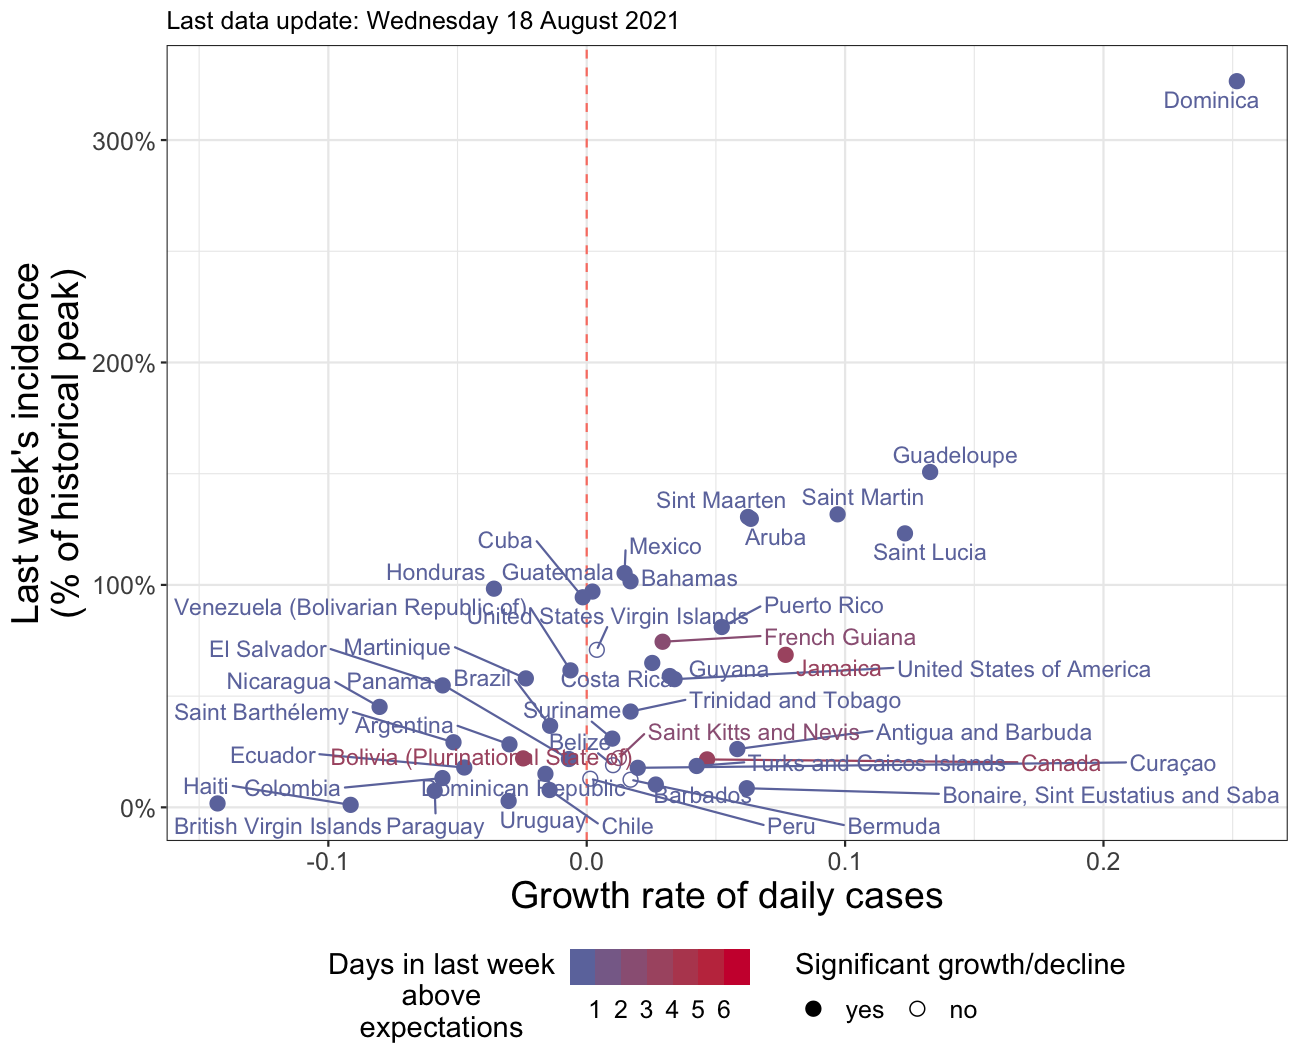 Last data update: Wednesday 18 August 2021
Last week's incidence
(% of historical peak)
300%
200%
100%
0%
Dominica
Guadeloupe
Sint Maarten
Saint Martin
Aruba
Saint Lucia
Cuba
Mexico
Honduras
Guatemala
Bahamas
Venezuela (Bolivarian Republic of)
United States Virgin Islands
Puerto Rico
French Guiana
El Salvador
Martinique
Jamaica
Guyana
United States of America
Nicaragua
Panama
Brazil
Costa Rica
Saint Barthélemy
Suriname
Trinidad and Tobago
Argentina
Saint Kitts and Nevis
Antigua and Barbuda
Belize
Ecuador
Bolivia (Plurinational State of)
Turks and Caicos Islands
Canada
Curaçao
Haiti
Colombia
Dominican Republic
Barbados
Bonaire, Sint Eustatius and Saba
British Virgin Islands
Paraguay
Uruguay
Chile
Peru
Bermuda
-0.1
0.0
0.1
0.2
Growth rate of daily cases
Days in last week
above
expectations
1 2 3 4 5 6
Significant growth/decline
yes
no